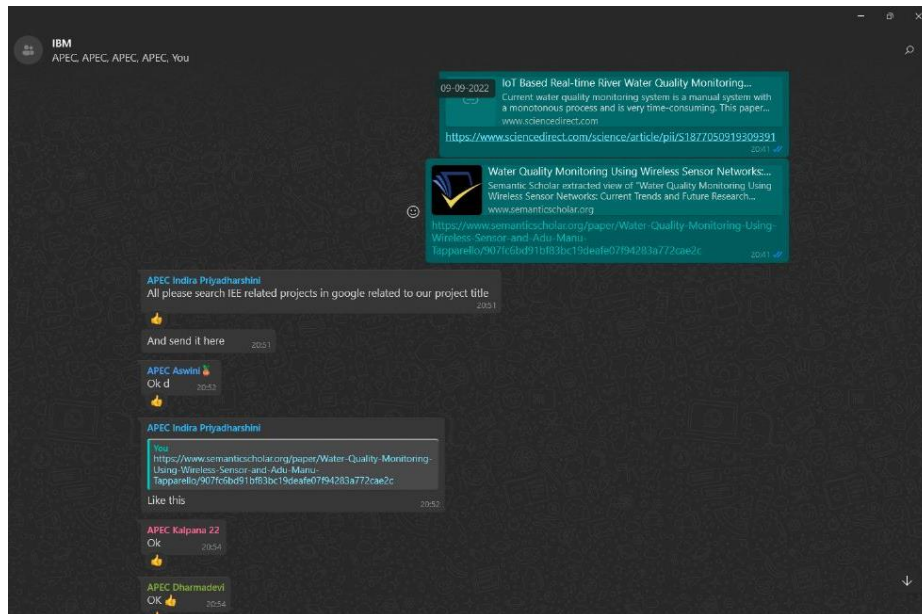 IBM
APEC, APEC, APEC, APEC, You
09-09-2022
IoT Based Real-time River Water Quality Monitoring...
Current water quality monitoring system is a manual system with
a monotonous process and is very time-consuming. This paper...
www.sciencedirect.com
https://www.sciencedirect.com/science/article/pii/S1877050919309391
20:41
Water Quality Monitoring Using Wireless Sensor Networks:...
Semantic Scholar extracted view of "Water Quality Monitoring Using
Wireless Sensor Networks: Current Trends and Future Research...
www.semanticscholar.org
https://www.semanticscholar.org/paper/Water-Quality-Monitoring-Using-
Wireless-Sensor-and-Adu-Manu-
Tapparello/907fc6bd91bf83bc19deafe07f94283a772cae2c
20:41
APEC Indira Priyadharshini
All please search IEE related projects in google related to our project title
20:51
👍
And send it here 20:51
APEC Aswini
Ok d 20:52
👍
APEC Indira Priyadharshini
You
https://www.semanticscholar.org/paper/Water-Quality-Monitoring-
Using-Wireless-Sensor-and-Adu-Manu-
Tapparello/907fc6bd91bf83bc19deafe07f94283a772cae2c
Like this 20:52
APEC Kalpana 22
Ok 20:54
👍
APEC Dharmadevi
OK 👍 20:54